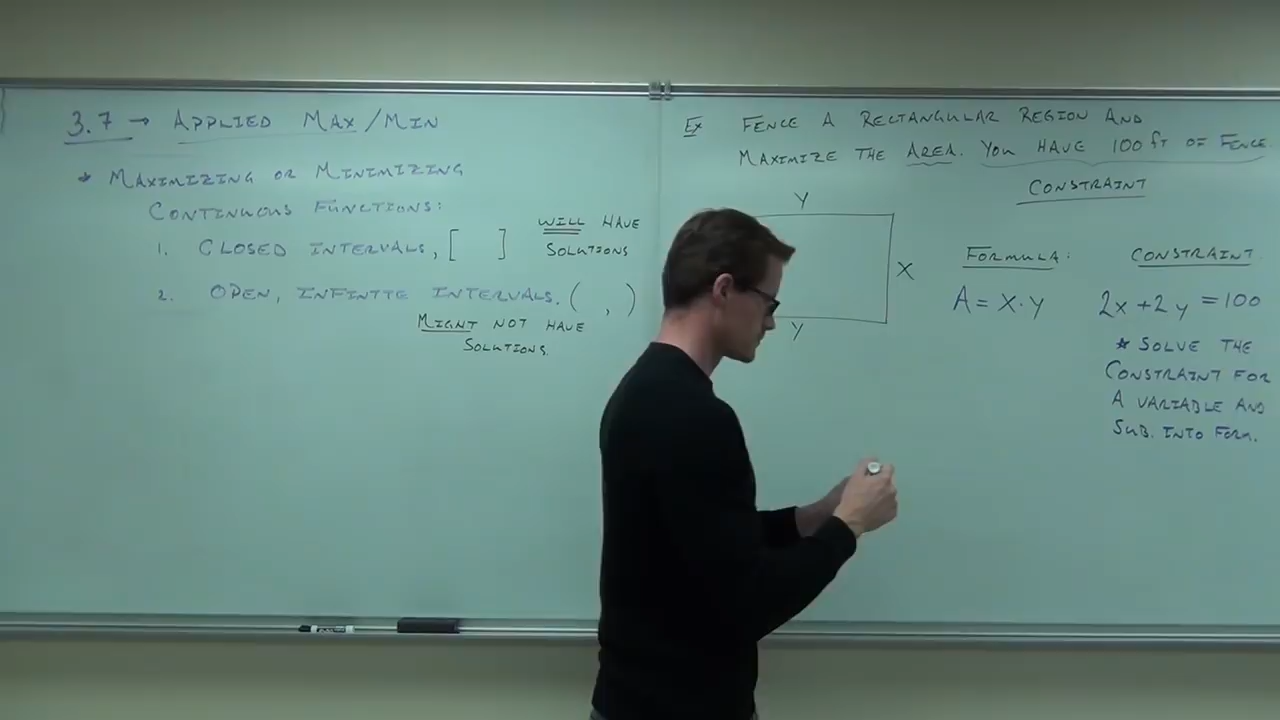 3.7 → APPLIED MAX/MIN
* MAXIMIZING OR MINIMIZING
CONTINUOUS FUNCTIONS:
1. CLOSED INTERVALS, [ ]
WILL HAVE
SOLUTIONS
2. OPEN, INFINITE INTERVALS. ( , )
MIGHT NOT HAVE
SOLUTIONS.
EX FENCE A RECTANGULAR REGION AND
MAXIMIZE THE AREA. YOU HAVE 100 ft OF FENCE.
CONSTRAINT
Y
X
Y
FORMULA:
A = X·Y
CONSTRAINT
2x + 2y = 100
* SOLVE THE
CONSTRAINT FOR
A VARIABLE AND
SUB. INTO FORM.